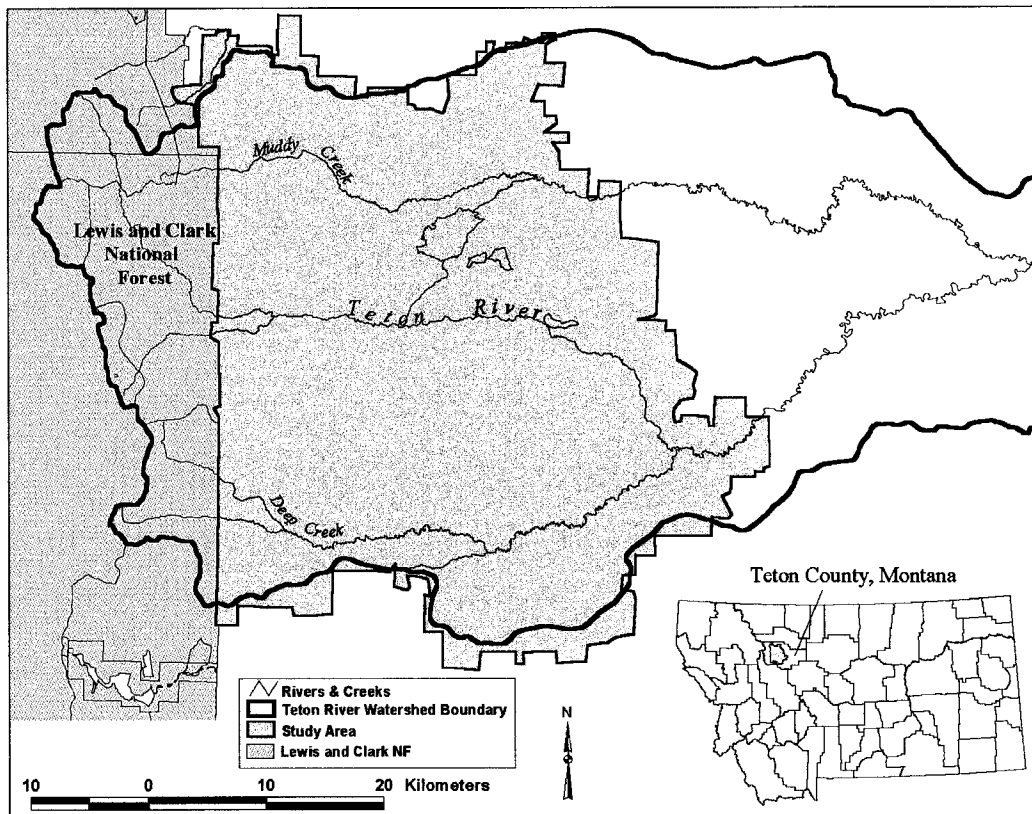 Muddy Creek
Lewis and Clark
National
Forest
Teton River
Deep Creek
Teton County, Montana
Rivers & Creeks
Teton River Watershed Boundary
Study Area
Lewis and Clark NF
N
10 0 10 20 Kilometers